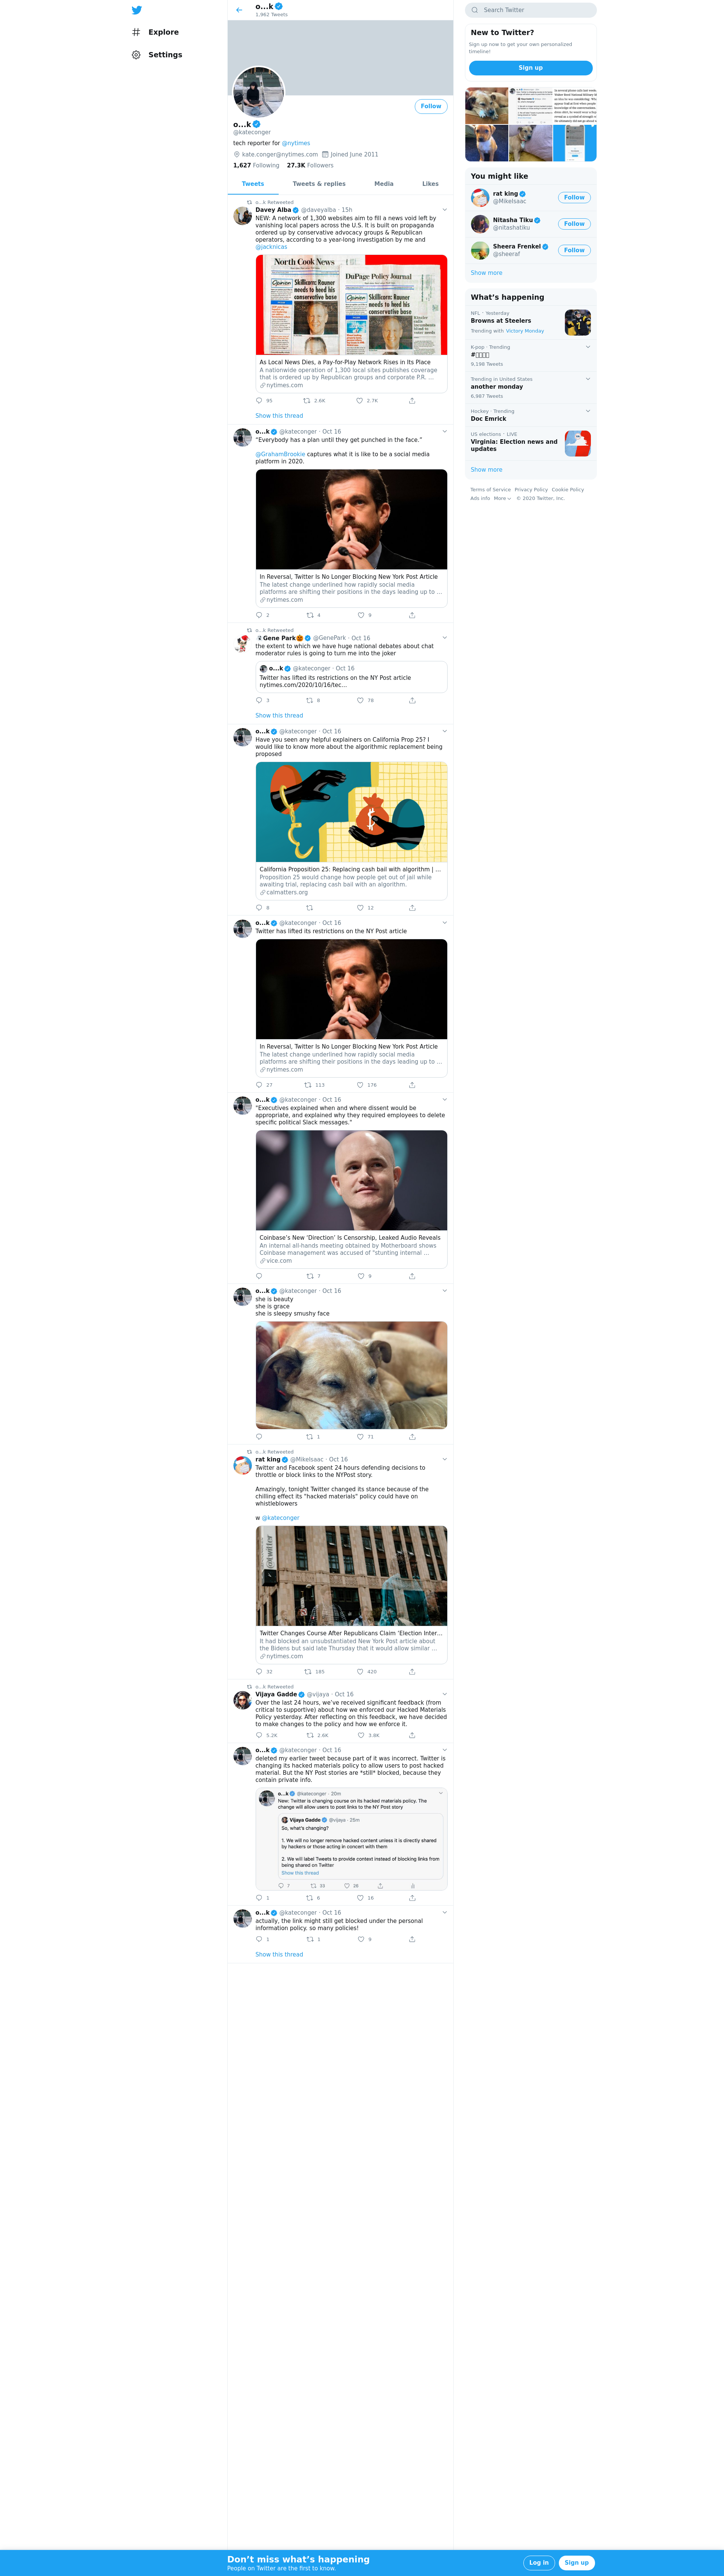 Explore
Settings
o...k
1,962 Tweets
Follow
o...k
@kateconger
tech reporter for @nytimes
kate.conger@nytimes.com Joined June 2011
1,627 Following 27.3K Followers
Tweets Tweets & replies Media Likes
o...k Retweeted
Davey Alba @daveyalba · 15h
NEW: A network of 1,300 websites aim to fill a news void left by
vanishing local papers across the U.S. It is built on propaganda
ordered up by conservative advocacy groups & Republican
operators, according to a year-long investigation by me and
@jacknicas
North Cook News
DuPage Policy Journal
Opinion
Skillicorn: Rauner
needs to heed his
conservative base
Opinion
Skillicorn: Rauner
needs to heed his
conservative base
As Local News Dies, a Pay-for-Play Network Rises in Its Place
A nationwide operation of 1,300 local sites publishes coverage
that is ordered up by Republican groups and corporate P.R. ...
nytimes.com
95 2.6K 2.7K
Show this thread
o...k @kateconger · Oct 16
“Everybody has a plan until they get punched in the face.”
@GrahamBrookie captures what it is like to be a social media
platform in 2020.
In Reversal, Twitter Is No Longer Blocking New York Post Article
The latest change underlined how rapidly social media
platforms are shifting their positions in the days leading up to ...
nytimes.com
2 4 9
o...k Retweeted
Gene Park @GenePark · Oct 16
the extent to which we have huge national debates about chat
moderator rules is going to turn me into the joker
o...k @kateconger · Oct 16
Twitter has lifted its restrictions on the NY Post article
nytimes.com/2020/10/16/tec...
3 8 78
Show this thread
o...k @kateconger · Oct 16
Have you seen any helpful explainers on California Prop 25? I
would like to know more about the algorithmic replacement being
proposed
California Proposition 25: Replacing cash bail with algorithm | ...
Proposition 25 would change how people get out of jail while
awaiting trial, replacing cash bail with an algorithm.
calmatters.org
8 12
o...k @kateconger · Oct 16
Twitter has lifted its restrictions on the NY Post article
In Reversal, Twitter Is No Longer Blocking New York Post Article
The latest change underlined how rapidly social media
platforms are shifting their positions in the days leading up to ...
nytimes.com
27 113 176
o...k @kateconger · Oct 16
“Executives explained when and where dissent would be
appropriate, and explained why they required employees to delete
specific political Slack messages.”
Coinbase’s New ‘Direction’ Is Censorship, Leaked Audio Reveals
An internal all-hands meeting obtained by Motherboard shows
Coinbase management was accused of “stunting internal ...
vice.com
7 9
o...k @kateconger · Oct 16
she is beauty
she is grace
she is sleepy smushy face
1 71
o...k Retweeted
rat king @MikeIsaac · Oct 16
Twitter and Facebook spent 24 hours defending decisions to
throttle or block links to the NYPost story.
Amazingly, tonight Twitter changed its stance because of the
chilling effect its “hacked materials” policy could have on
whistleblowers
w @kateconger
@twitter
Twitter Changes Course After Republicans Claim ‘Election Inter...
It had blocked an unsubstantiated New York Post article about
the Bidens but said late Thursday that it would allow similar ...
nytimes.com
32 185 420
o...k Retweeted
Vijaya Gadde @vijaya · Oct 16
Over the last 24 hours, we’ve received significant feedback (from
critical to supportive) about how we enforced our Hacked Materials
Policy yesterday. After reflecting on this feedback, we have decided
to make changes to the policy and how we enforce it.
5.2K 2.6K 3.8K
o...k @kateconger · Oct 16
deleted my earlier tweet because part of it was incorrect. Twitter is
changing its hacked materials policy to allow users to post hacked
material. But the NY Post stories are *still* blocked, because they
contain private info.
o...k @kateconger · 20m
New: Twitter is changing course on its hacked materials policy. The
change will allow users to post links to the NY Post story
Vijaya Gadde @vijaya · 25m
So, what’s changing?
1. We will no longer remove hacked content unless it is directly shared
by hackers or those acting in concert with them
2. We will label Tweets to provide context instead of blocking links from
being shared on Twitter
Show this thread
7 33 38
1 6 16
o...k @kateconger · Oct 16
actually, the link might still get blocked under the personal
information policy. so many policies!
1 1 9
Show this thread
Search Twitter
New to Twitter?
Sign up now to get your own personalized
timeline!
Sign up
You might like
rat king
@MikeIsaac
Follow
Nitasha Tiku
@nitashatiku
Follow
Sheera Frenkel
@sheeraf
Follow
Show more
What’s happening
NFL · Yesterday
Browns at Steelers
Trending with Victory Monday
K-pop · Trending
#
9,198 Tweets
Trending in United States
another monday
6,987 Tweets
Hockey · Trending
Doc Emrick
US elections · LIVE
Virginia: Election news and
updates
Show more
Terms of Service Privacy Policy Cookie Policy
Ads info More © 2020 Twitter, Inc.
Don’t miss what’s happening
People on Twitter are the first to know.
Log in
Sign up